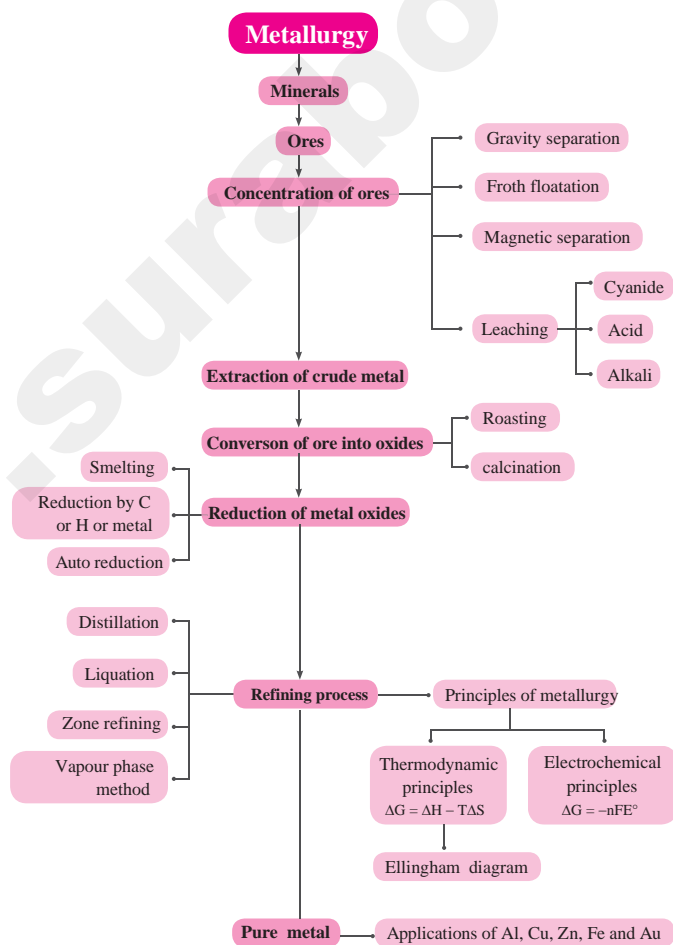 Metallurgy
Minerals
Ores
Concentration of ores
Gravity separation
Froth floatation
Magnetic separation
Leaching
Cyanide
Acid
Alkali
Extraction of crude metal
Converson of ore into oxides
Roasting
calcination
Smelting
Reduction by C
or H or metal
Auto reduction
Reduction of metal oxides
Distillation
Liquation
Zone refining
Vapour phase
method
Refining process
Principles of metallurgy
Thermodynamic
principles
ΔG = ΔH − TΔS
Electrochemical
principles
ΔG = −nFE°
Ellingham diagram
Pure metal
Applications of Al, Cu, Zn, Fe and Au
.surabo